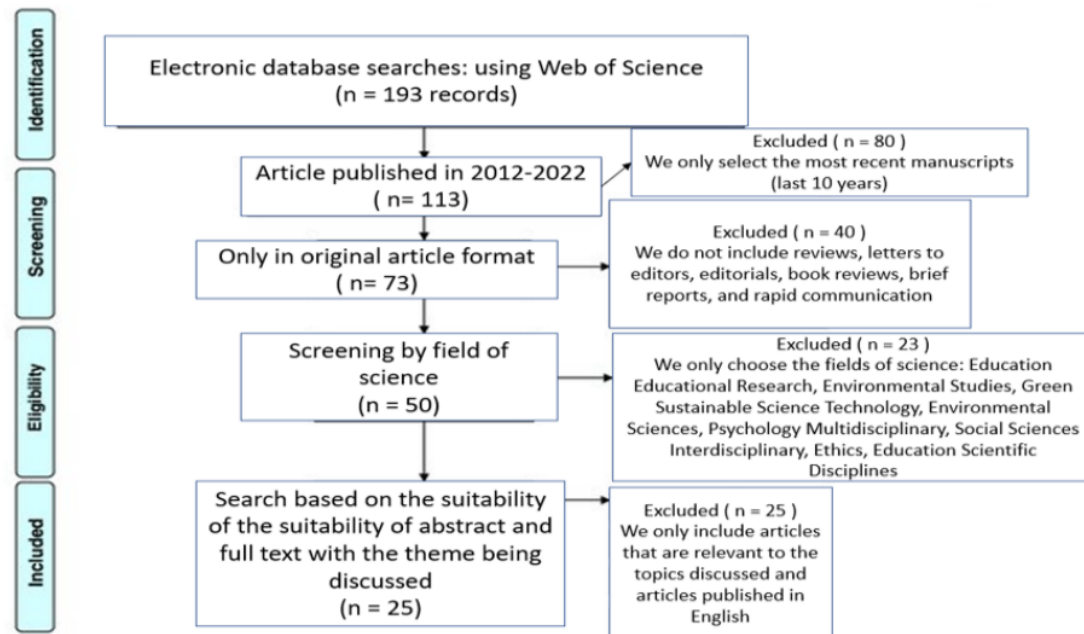 Identification
Electronic database searches: using Web of Science
(n = 193 records)
Article published in 2012-2022
( n= 113)
Excluded ( n = 80 )
We only select the most recent manuscripts
(last 10 years)
Screening
Only in original article format
( n= 73)
Excluded ( n = 40 )
We do not include reviews, letters to
editors, editorials, book reviews, brief
reports, and rapid communication
Eligibility
Screening by field of
science
(n = 50)
Excluded ( n = 23 )
We only choose the fields of science: Education
Educational Research, Environmental Studies, Green
Sustainable Science Technology, Environmental
Sciences, Psychology Multidisciplinary, Social Sciences
Interdisciplinary, Ethics, Education Scientific
Disciplines
Included
Search based on the suitability
of the suitability of abstract and
full text with the theme being
discussed
(n = 25)
Excluded ( n = 25 )
We only include articles
that are relevant to the
topics discussed and
articles published in
English